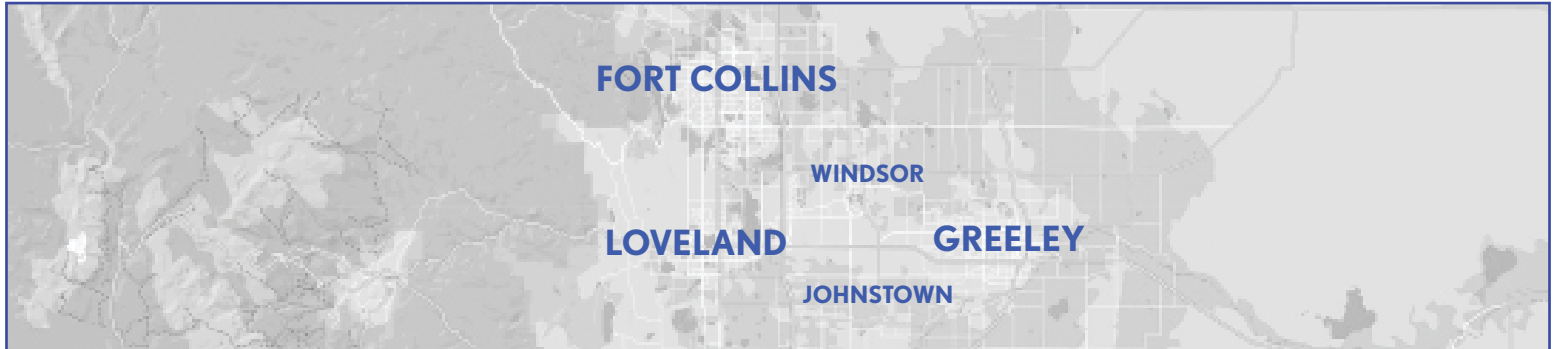 FORT COLLINS
WINDSOR
LOVELAND
GREELEY
JOHNSTOWN